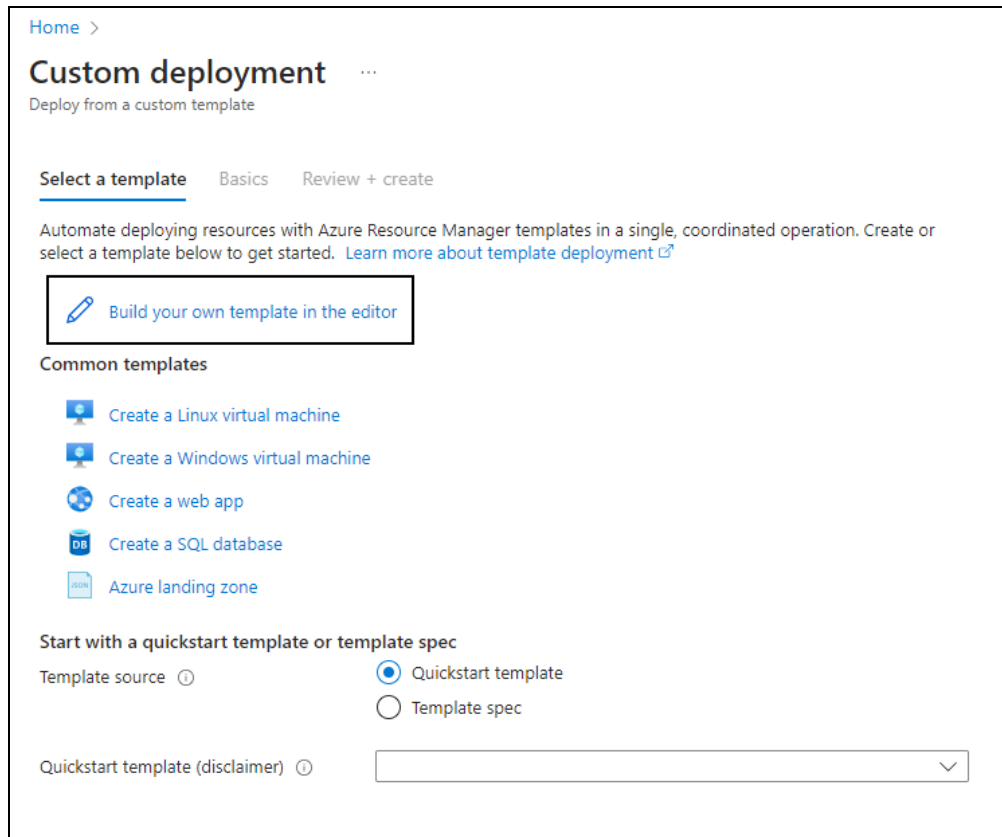 Home >
Custom deployment ...
Deploy from a custom template
Select a template Basics Review + create
Automate deploying resources with Azure Resource Manager templates in a single, coordinated operation. Create or
select a template below to get started. Learn more about template deployment
Build your own template in the editor
Common templates
Create a Linux virtual machine
Create a Windows virtual machine
Create a web app
DB Create a SQL database
JSON Azure landing zone
Start with a quickstart template or template spec
Template source Quickstart template
Template spec
Quickstart template (disclaimer)